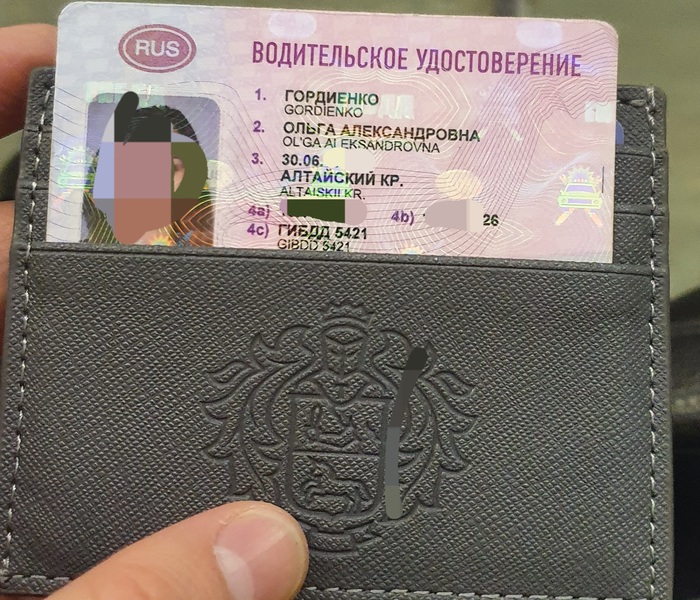 RUS
ВОДИТЕЛЬСКОЕ УДОСТОВЕРЕНИЕ
1. ГОРДИЕНКО
GORDIENKO
2. ОЛЬГА АЛЕКСАНДРОВНА
OL'GA ALEKSANDROVNA
3. 30.06.
АЛТАЙСКИЙ КР.
ALTAISKII KR.
4a) 4b) 26
4c) ГИБДД 5421
GIBDD 5421